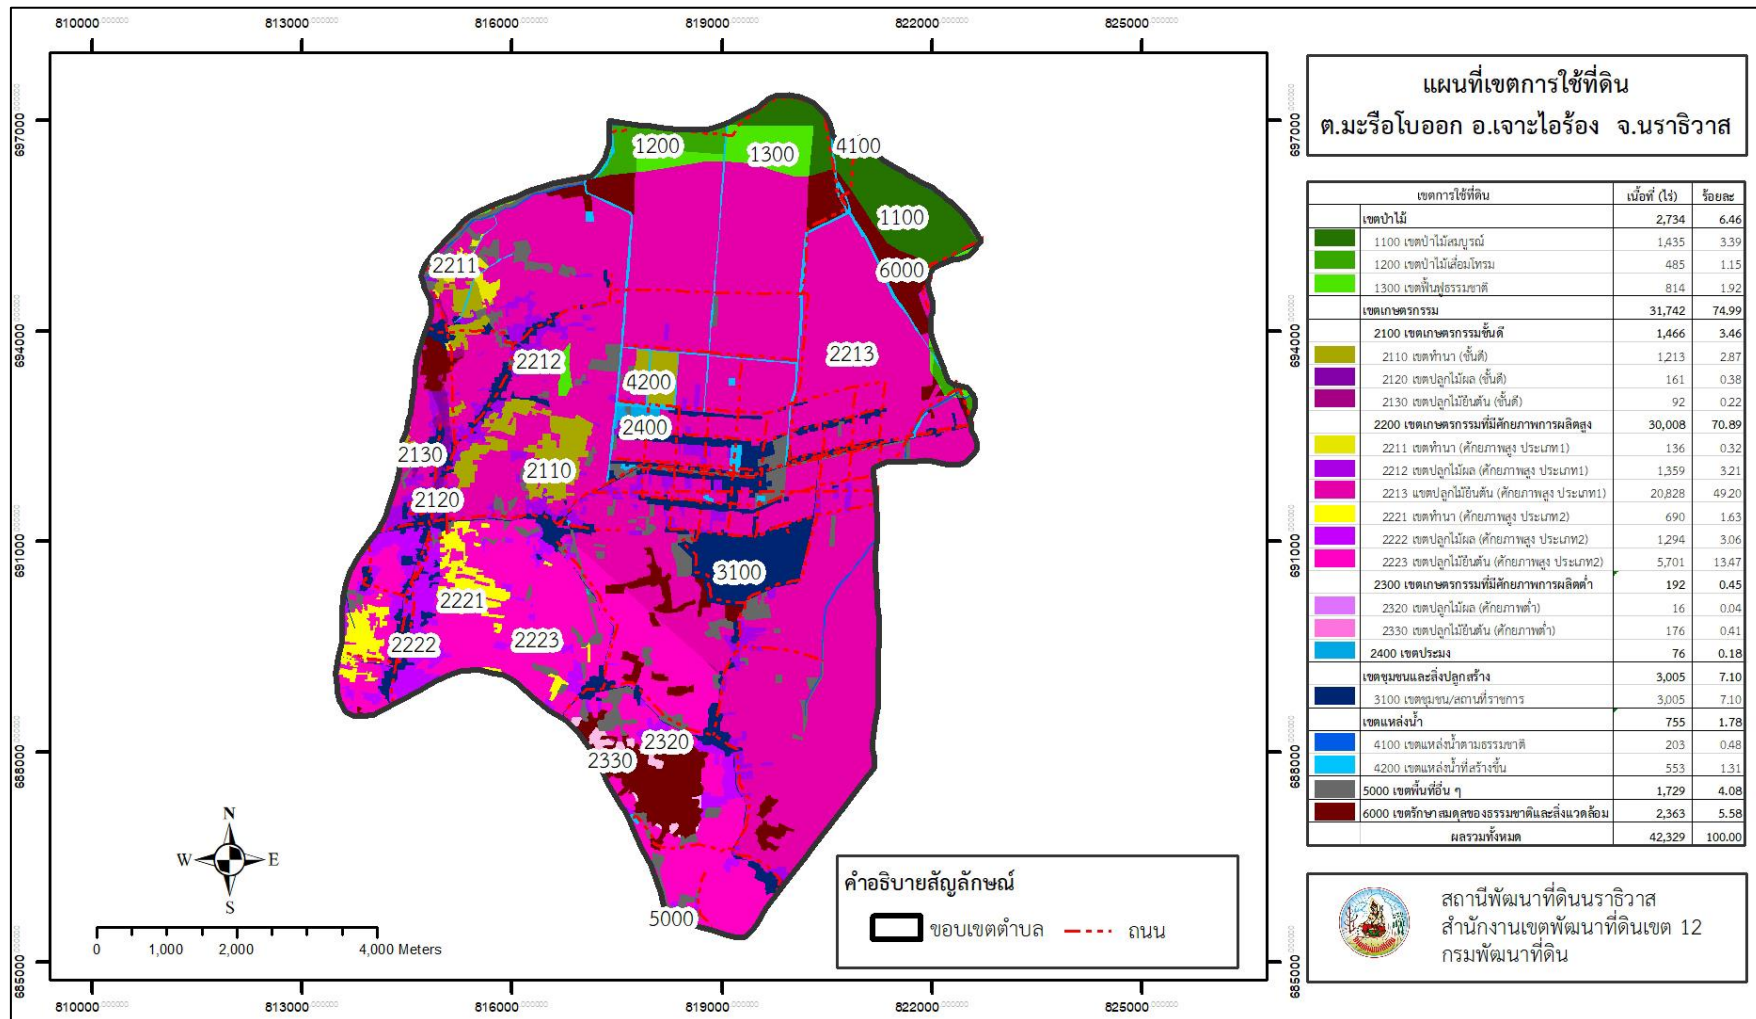 810000.000000 813000.000000 816000.000000 819000.000000 822000.000000 825000.000000
697000.000000
694000.000000
691000.000000
688000.000000
685000.000000
1200
1300
4100
1100
2211
6000
2212
2213
4200
2400
2130
2110
2120
3100
2221
2222
2223
2320
2330
5000
N
W E
S
0 1,000 2,000 4,000 Meters
คำอธิบายสัญลักษณ์
ขอบเขตตำบล ถนน
697000.000000
694000.000000
691000.000000
688000.000000
685000.000000
810000.000000 813000.000000 816000.000000 819000.000000 822000.000000 825000.000000
แผนที่เขตการใช้ที่ดิน
ต.มะรือโบออก อ.เจาะไอร้อง จ.นราธิวาส
เขตการใช้ที่ดิน เนื้อที่ (ไร่) ร้อยละ
เขตป่าไม้ 2,734 6.46
1100 เขตป่าไม้สมบูรณ์ 1,435 3.39
1200 เขตป่าไม้เสื่อมโทรม 485 1.15
1300 เขตฟื้นฟูธรรมชาติ 814 1.92
เขตเกษตรกรรม 31,742 74.99
2100 เขตเกษตรกรรมชั้นดี 1,466 3.46
2110 เขตทำนา (ชั้นดี) 1,213 2.87
2120 เขตปลูกไม้ผล (ชั้นดี) 161 0.38
2130 เขตปลูกไม้ยืนต้น (ชั้นดี) 92 0.22
2200 เขตเกษตรกรรมที่มีศักยภาพการผลิตสูง 30,008 70.89
2211 เขตทำนา (ศักยภาพสูง ประเภท1) 136 0.32
2212 เขตปลูกไม้ผล (ศักยภาพสูง ประเภท1) 1,359 3.21
2213 แขตปลูกไม้ยืนต้น (ศักยภาพสูง ประเภท1) 20,828 49.20
2221 เขตทำนา (ศักยภาพสูง ประเภท2) 690 1.63
2222 เขตปลูกไม้ผล (ศักยภาพสูง ประเภท2) 1,294 3.06
2223 เขตปลูกไม้ยืนต้น (ศักยภาพสูง ประเภท2) 5,701 13.47
2300 เขตเกษตรกรรมที่มีศักยภาพการผลิตต่ำ 192 0.45
2320 เขตปลูกไม้ผล (ศักยภาพต่ำ) 16 0.04
2330 เขตปลูกไม้ยืนต้น (ศักยภาพต่ำ) 176 0.41
2400 เขตประมง 76 0.18
เขตชุมชนและสิ่งปลูกสร้าง 3,005 7.10
3100 เขตชุมชน/สถานที่ราชการ 3,005 7.10
เขตแหล่งน้ำ 755 1.78
4100 เขตแหล่งน้ำตามธรรมชาติ 203 0.48
4200 เขตแหล่งน้ำที่สร้างขึ้น 553 1.31
5000 เขตพื้นที่อื่น ๆ 1,729 4.08
6000 เขตรักษาสมดุลของธรรมชาติและสิ่งแวดล้อม 2,363 5.58
ผลรวมทั้งหมด 42,329 100.00
สถานีพัฒนาที่ดินนราธิวาส
สำนักงานเขตพัฒนาที่ดินเขต 12
กรมพัฒนาที่ดิน